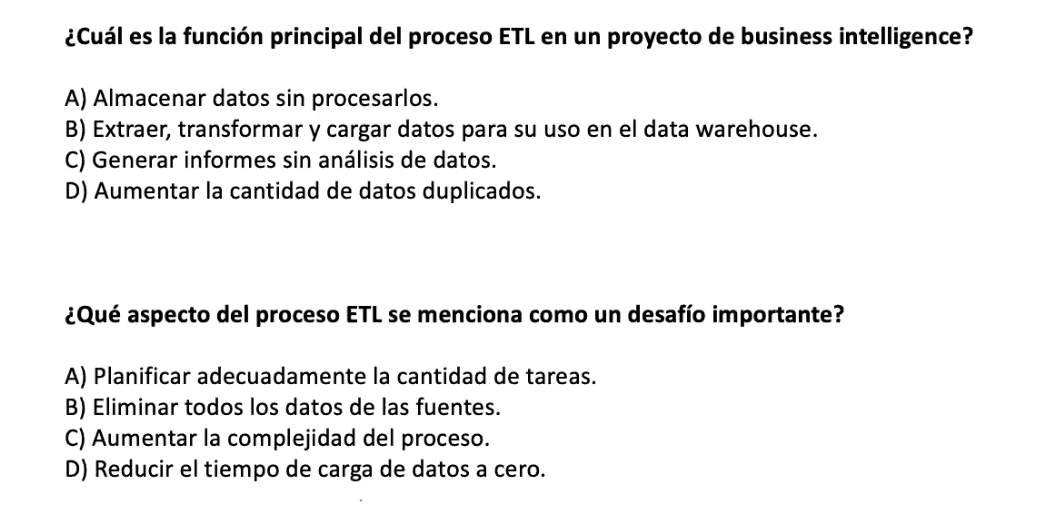 ¿Cuál es la función principal del proceso ETL en un proyecto de business intelligence?
A) Almacenar datos sin procesarlos.
B) Extraer, transformar y cargar datos para su uso en el data warehouse.
C) Generar informes sin análisis de datos.
D) Aumentar la cantidad de datos duplicados.
¿Qué aspecto del proceso ETL se menciona como un desafío importante?
A) Planificar adecuadamente la cantidad de tareas.
B) Eliminar todos los datos de las fuentes.
C) Aumentar la complejidad del proceso.
D) Reducir el tiempo de carga de datos a cero.